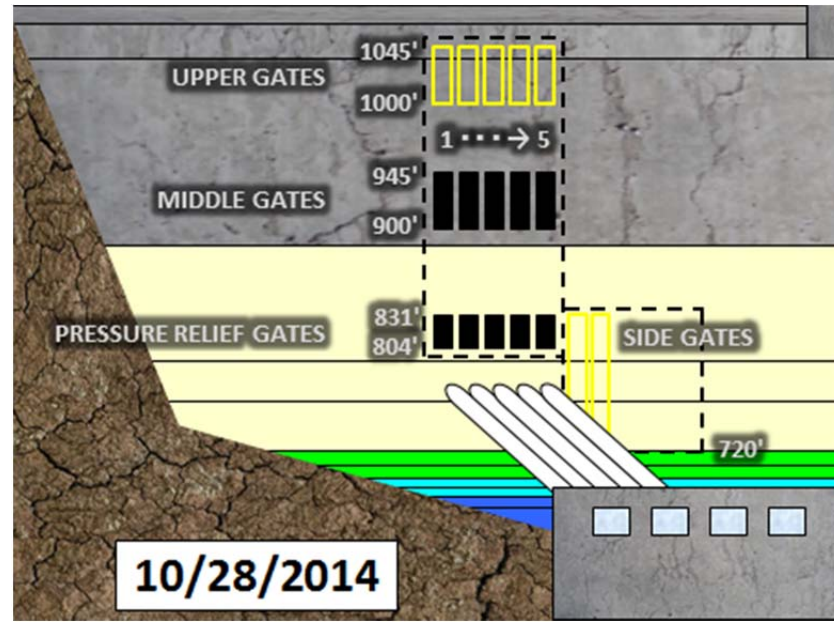 1045'
UPPER GATES
1000'
1 ···→ 5
945'
MIDDLE GATES
900'
831'
PRESSURE RELIEF GATES
SIDE GATES
804'
720'
10/28/2014